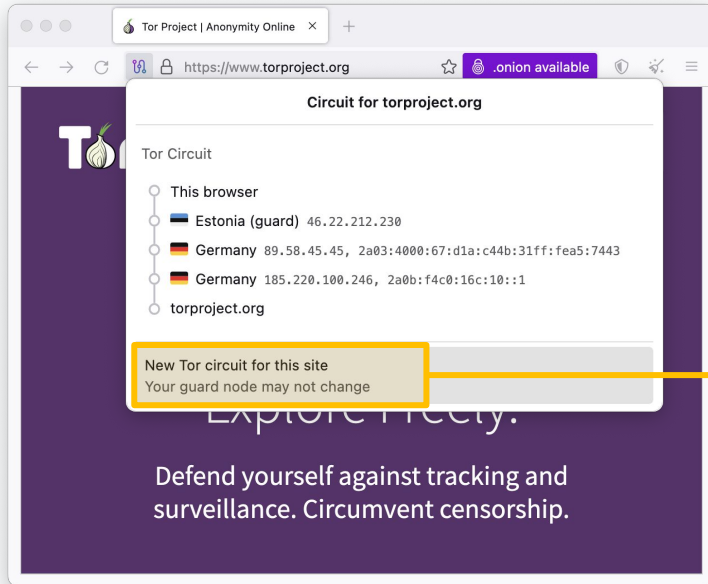 Tor Project | Anonymity Online
https://www.torproject.org
.onion available
Circuit for torproject.org
Tor Circuit
This browser
Estonia (guard) 46.22.212.230
Germany 89.58.45.45, 2a03:4000:67:d1a:c44b:31ff:fea5:7443
Germany 185.220.100.246, 2a0b:f4c0:16c:10::1
torproject.org
New Tor circuit for this site
Your guard node may not change
Explore Freely.
Defend yourself against tracking and
surveillance. Circumvent censorship.